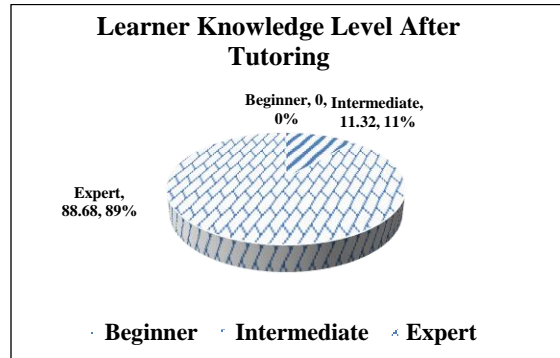 Learner Knowledge Level After
Tutoring
Beginner, 0,
0%
Intermediate,
11.32, 11%
Expert,
88.68, 89%
Beginner Intermediate Expert